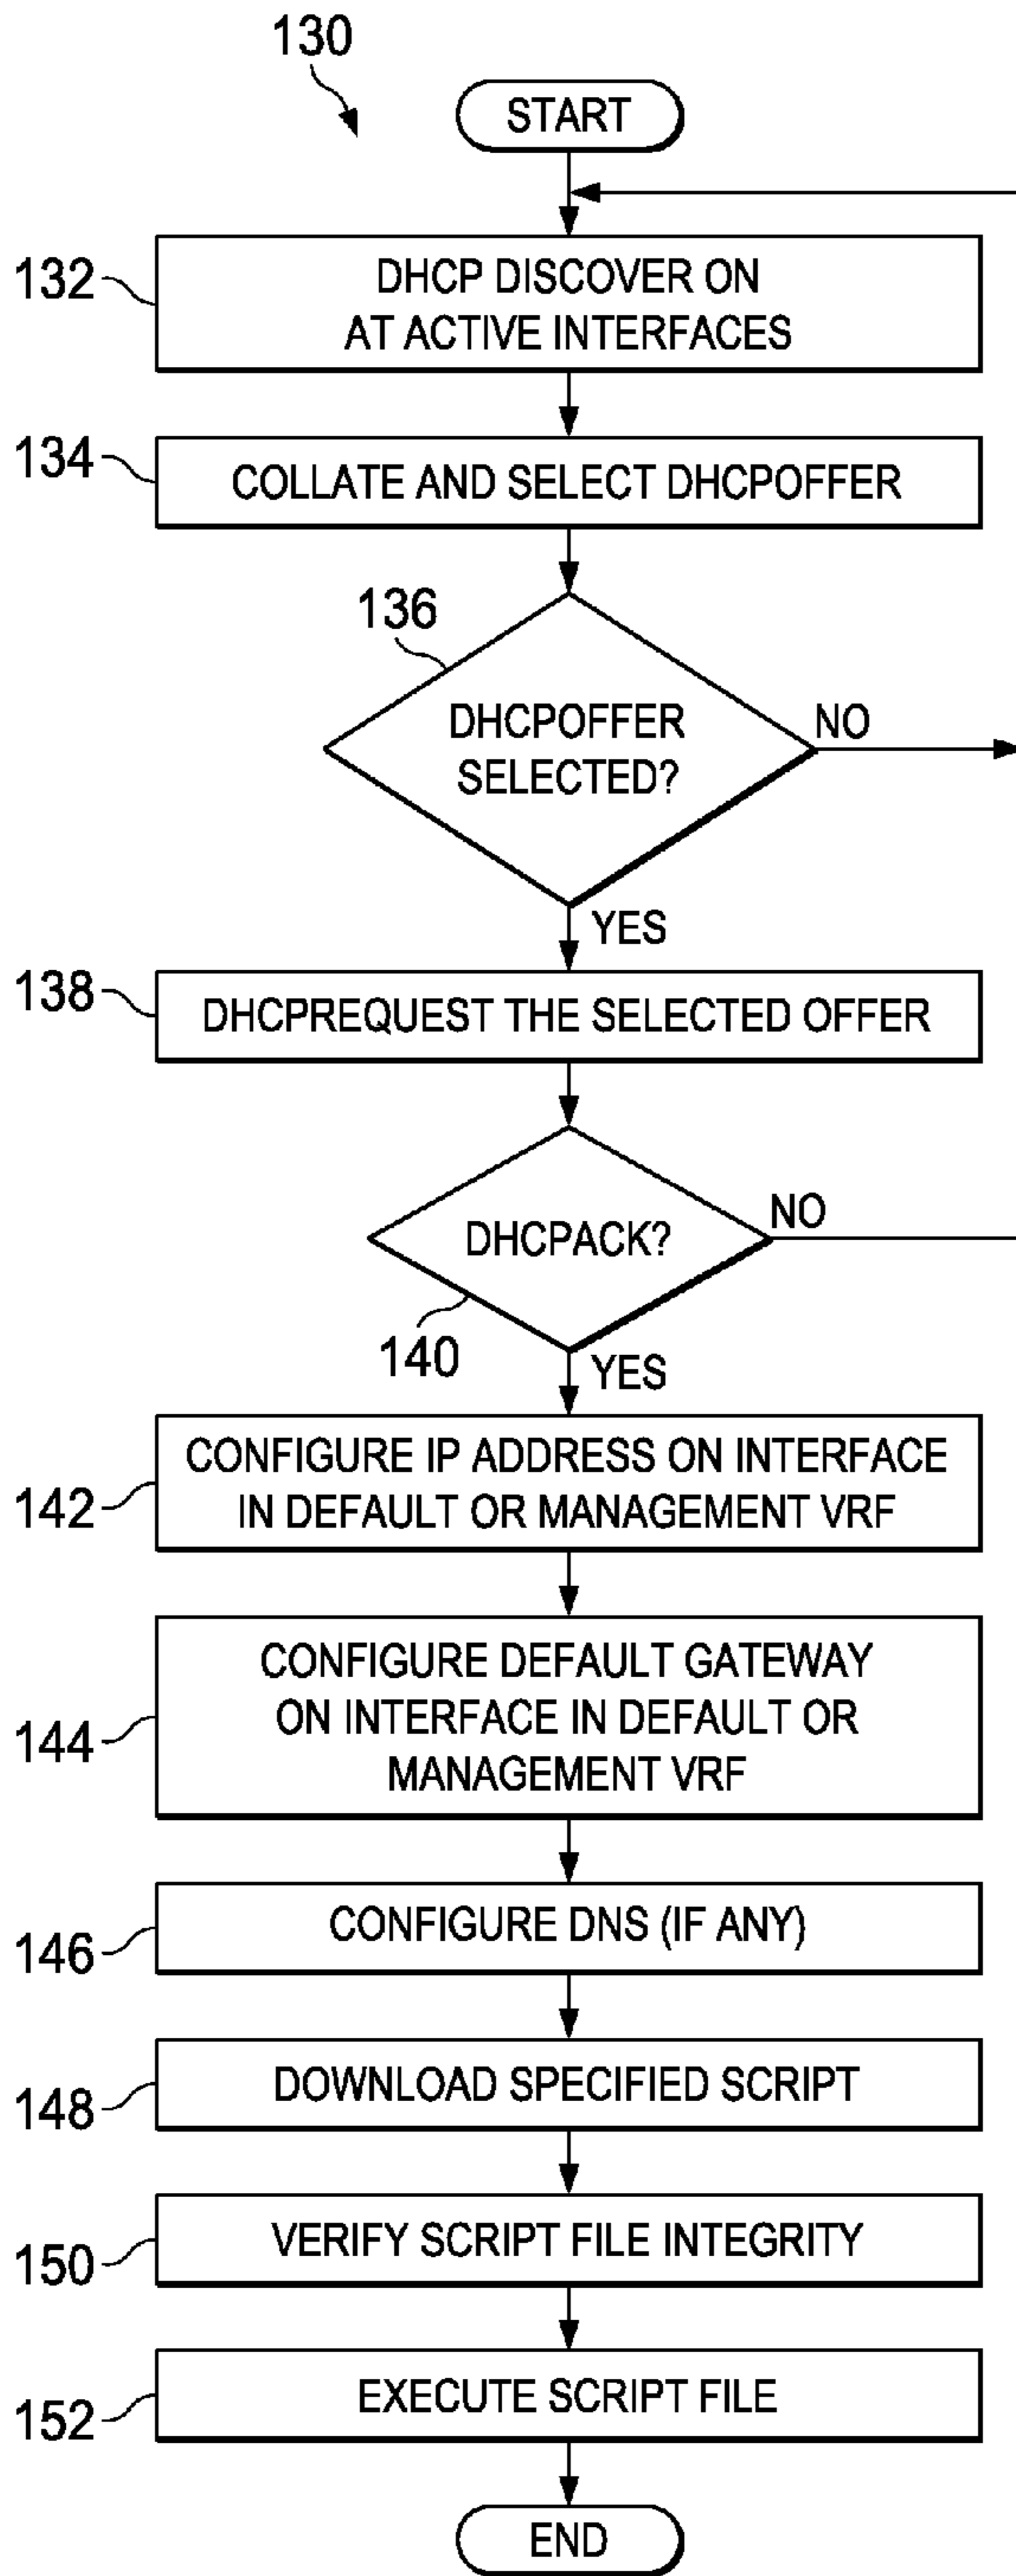 130
START
132
DHCP DISCOVER ON
AT ACTIVE INTERFACES
134
COLLATE AND SELECT DHCPOFFER
136
DHCPOFFER
SELECTED?
NO
YES
138
DHCPREQUEST THE SELECTED OFFER
DHCPACK?
NO
140
YES
142
CONFIGURE IP ADDRESS ON INTERFACE
IN DEFAULT OR MANAGEMENT VRF
144
CONFIGURE DEFAULT GATEWAY
ON INTERFACE IN DEFAULT OR
MANAGEMENT VRF
146
CONFIGURE DNS (IF ANY)
148
DOWNLOAD SPECIFIED SCRIPT
150
VERIFY SCRIPT FILE INTEGRITY
152
EXECUTE SCRIPT FILE
END